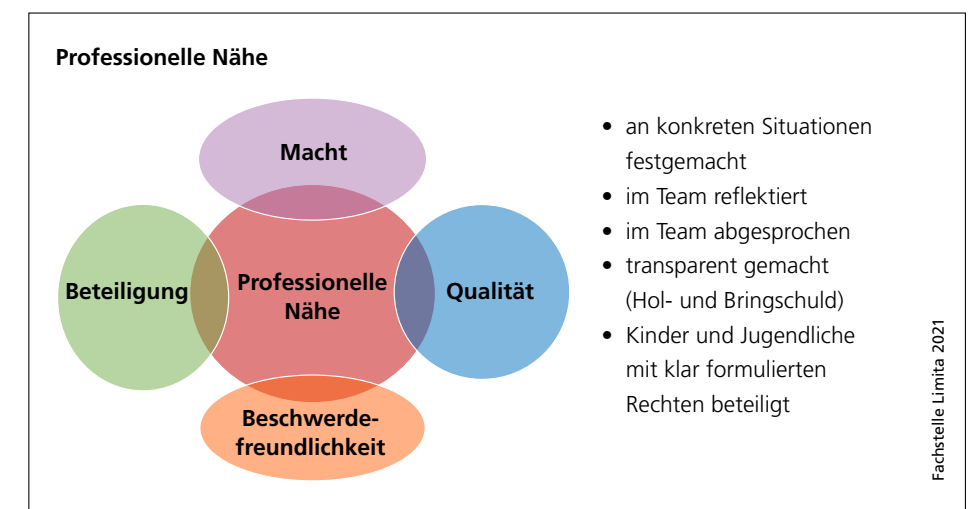 Professionelle Nähe
Macht
Beteiligung
Professionelle
Nähe
Qualität
Beschwerde-
freundlichkeit
• an konkreten Situationen
festgemacht
• im Team reflektiert
• im Team abgesprochen
• transparent gemacht
(Hol- und Bringschuld)
• Kinder und Jugendliche
mit klar formulierten
Rechten beteiligt
Fachstelle Limita 2021